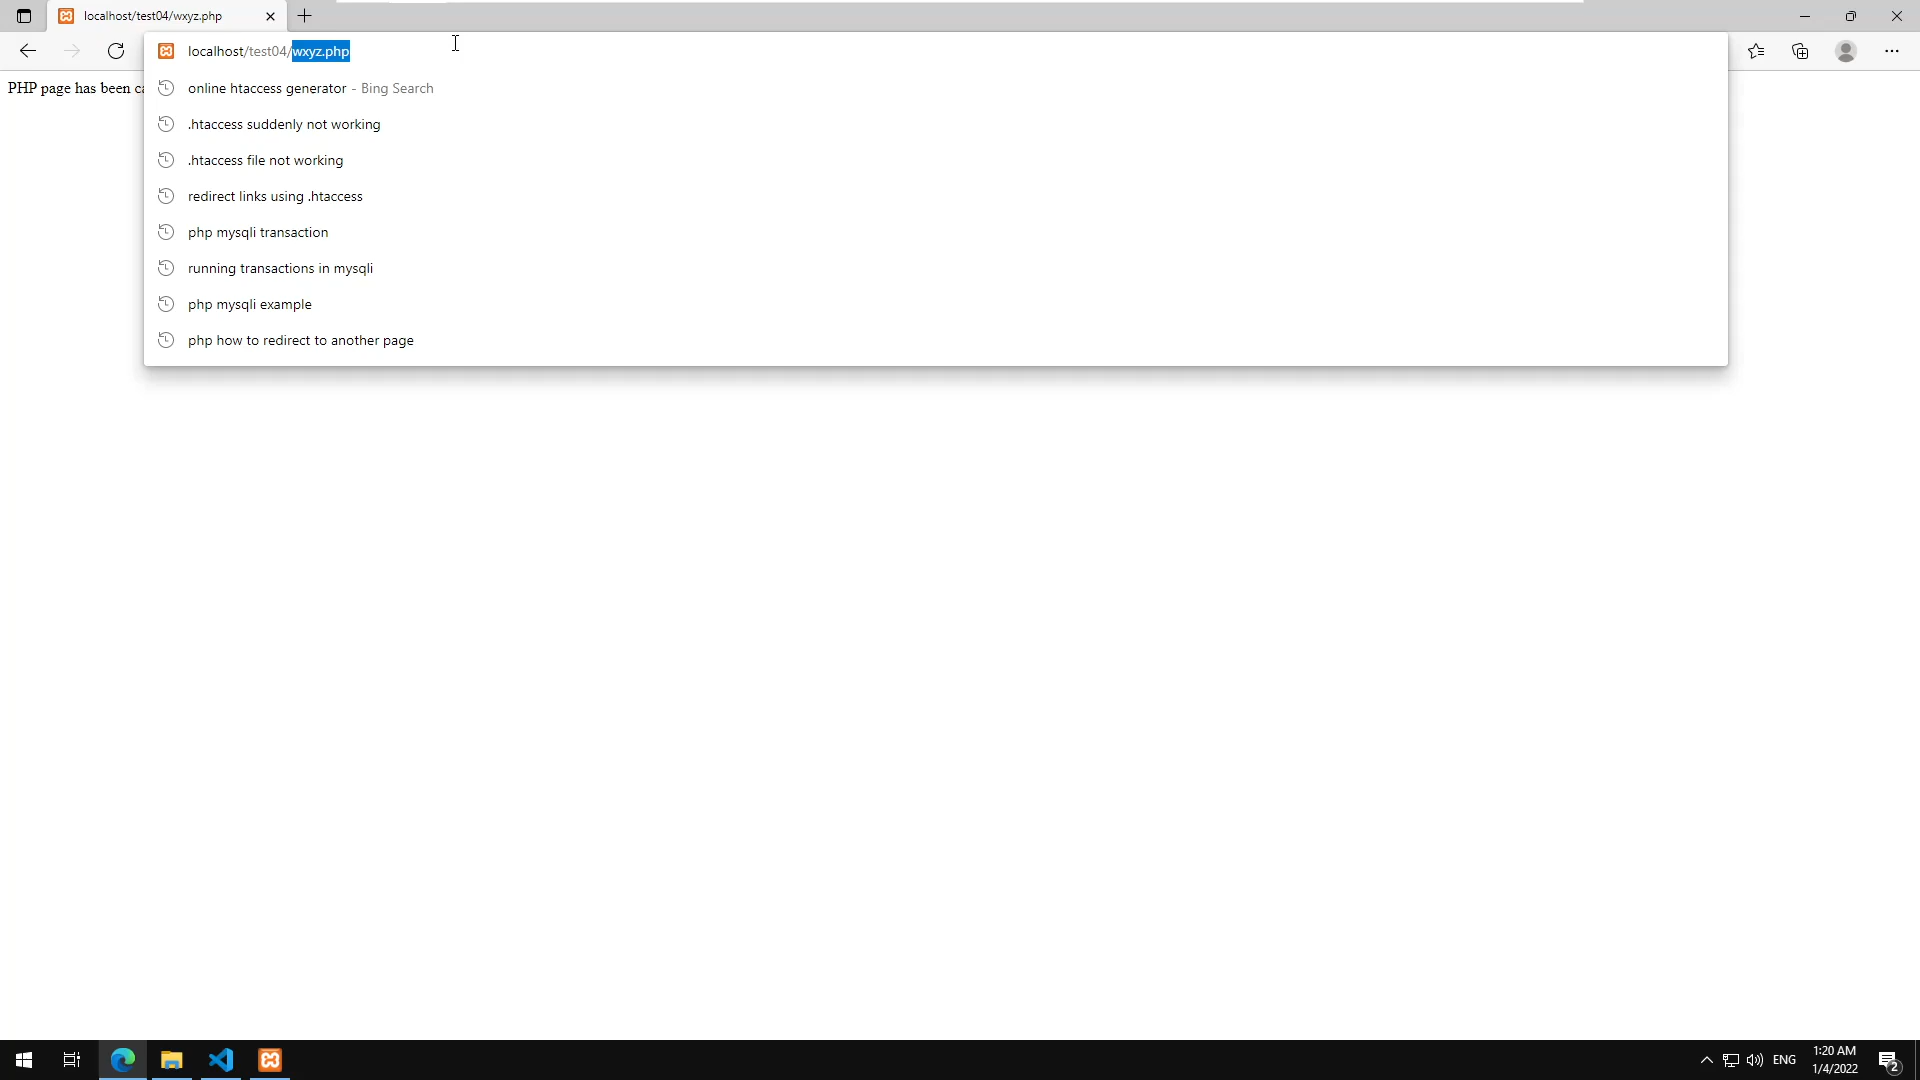 localhost/test04/wxyz.php
localhost/test04/wxyz.php
PHP page has been
online htaccess generator - Bing Search
.htaccess suddenly not working
.htaccess file not working
redirect links using .htaccess
php mysqli transaction
running transactions in mysqli
php mysqli example
php how to redirect to another page
ENG
1:20 AM
1/4/2022
2